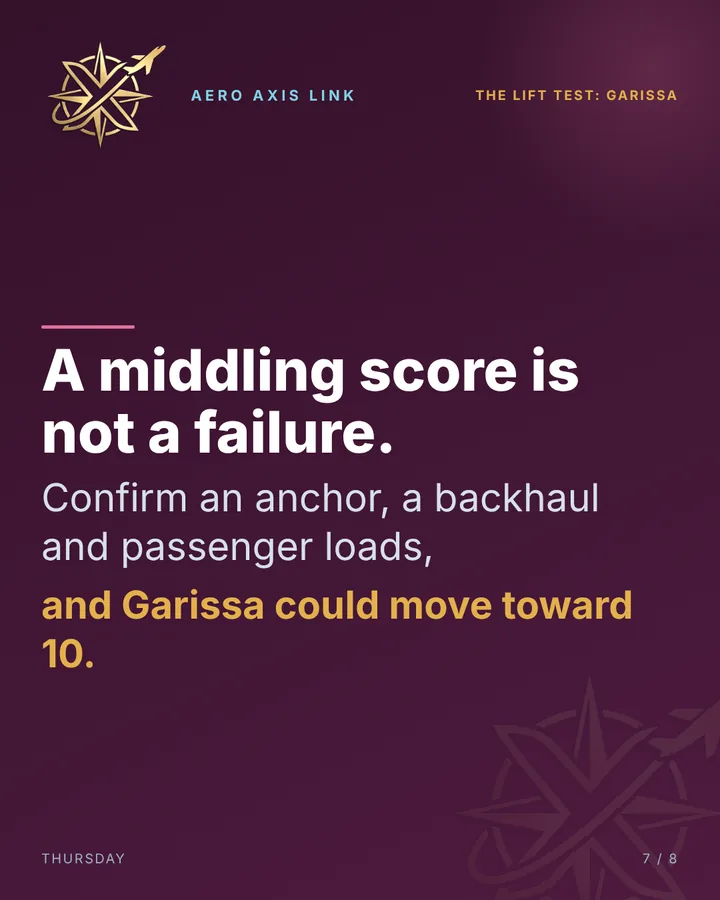 AERO AXIS LINK
THE LIFT TEST: GARISSA
A middling score is
not a failure.
Confirm an anchor, a backhaul
and passenger loads,
and Garissa could move toward
10.
THURSDAY
7 / 8